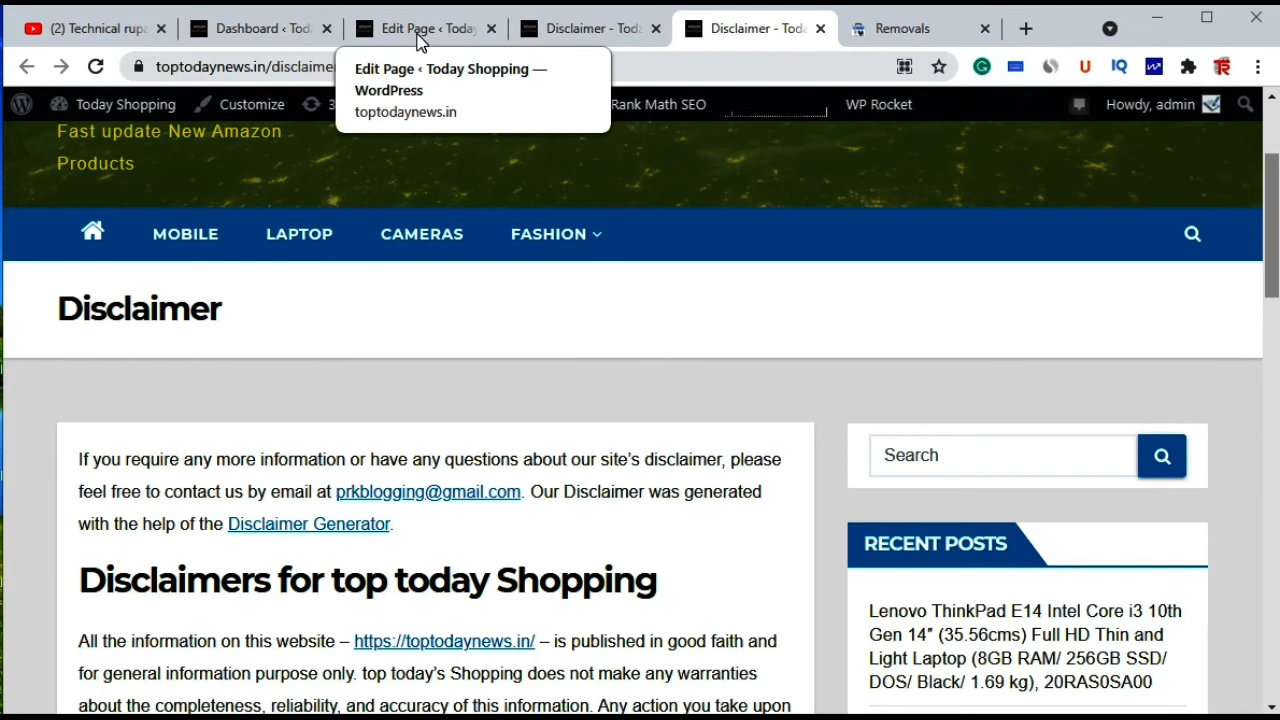 (2) Technical rupa
Dashboard ‹ Tod
Edit Page ‹ Today
Disclaimer - Toda
Disclaimer - Toda
Removals
toptodaynews.in/disclaime
Edit Page ‹ Today Shopping —
WordPress
toptodaynews.in
Today Shopping
Customize
3
Rank Math SEO
WP Rocket
Howdy, admin
Fast update New Amazon
Products
MOBILE
LAPTOP
CAMERAS
FASHION
Disclaimer
If you require any more information or have any questions about our site’s disclaimer, please
feel free to contact us by email at prkblogging@gmail.com. Our Disclaimer was generated
with the help of the Disclaimer Generator.
Disclaimers for top today Shopping
All the information on this website – https://toptodaynews.in/ – is published in good faith and
for general information purpose only. top today’s Shopping does not make any warranties
about the completeness, reliability, and accuracy of this information. Any action you take upon
Search
RECENT POSTS
Lenovo ThinkPad E14 Intel Core i3 10th
Gen 14″ (35.56cms) Full HD Thin and
Light Laptop (8GB RAM/ 256GB SSD/
DOS/ Black/ 1.69 kg), 20RAS0SA00